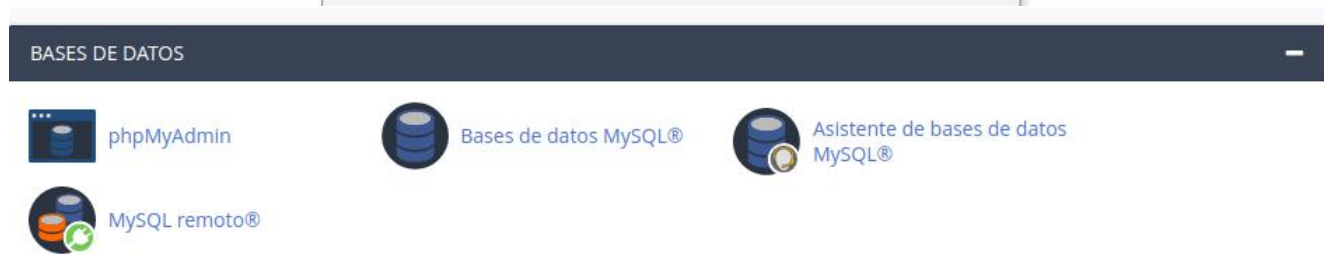 BASES DE DATOS
phpMyAdmin
Bases de datos MySQL®
Asistente de bases de datos
MySQL®
MySQL remoto®